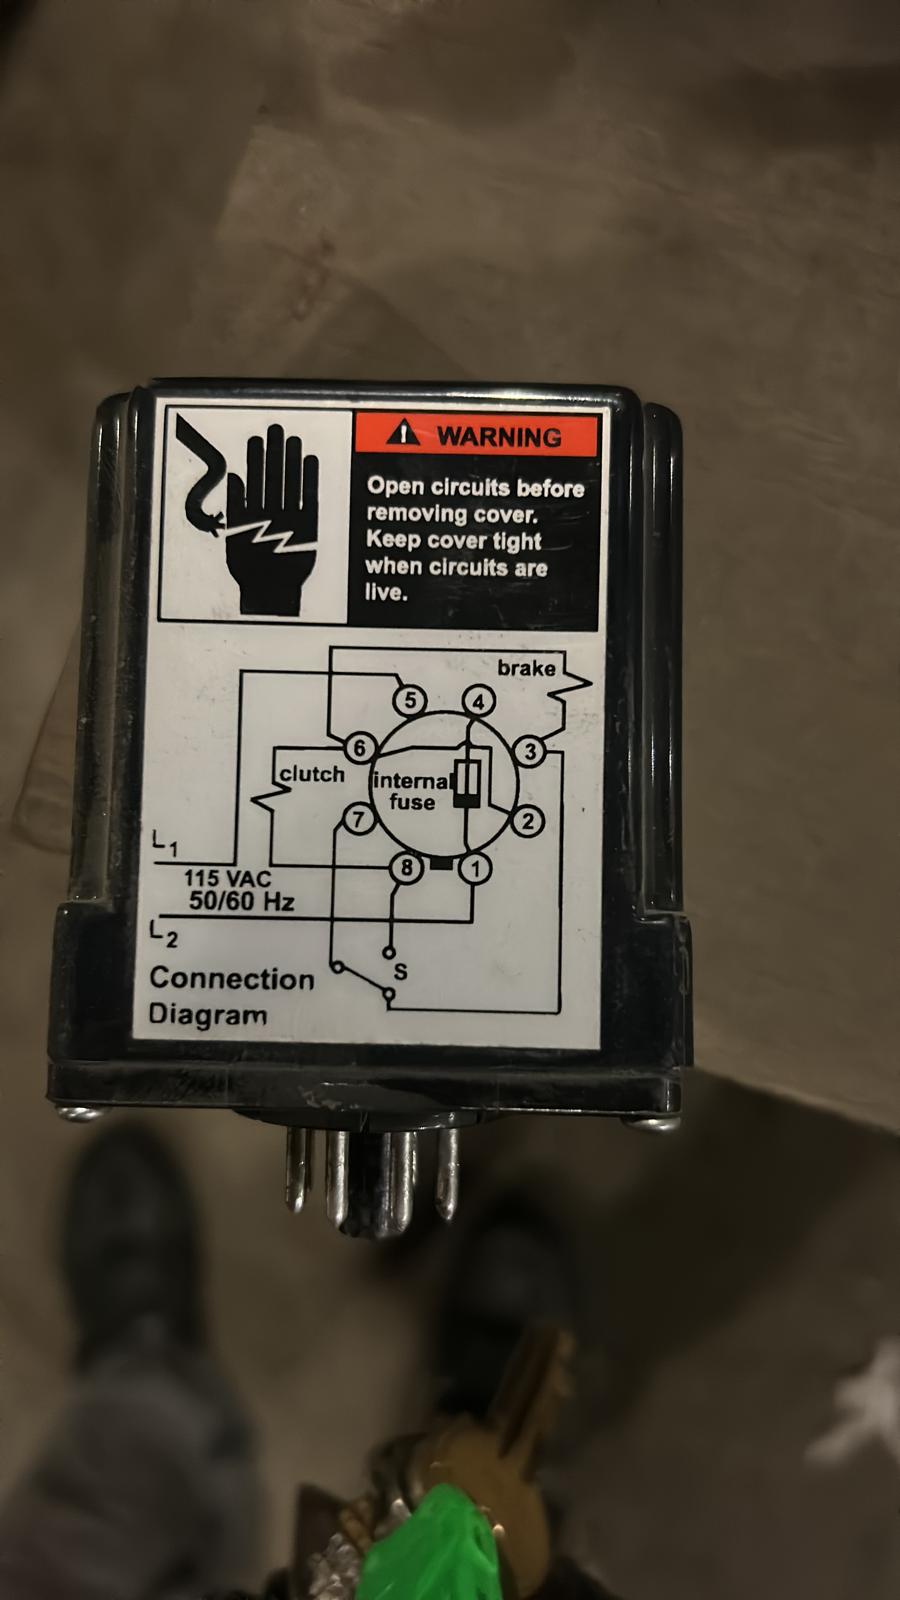 WARNING
Open circuits before
removing cover.
Keep cover tight
when circuits are
live.
brake
5
4
6
3
clutch
internal
fuse
7
2
L1
8
1
115 VAC
50/60 Hz
L2
S
Connection
Diagram